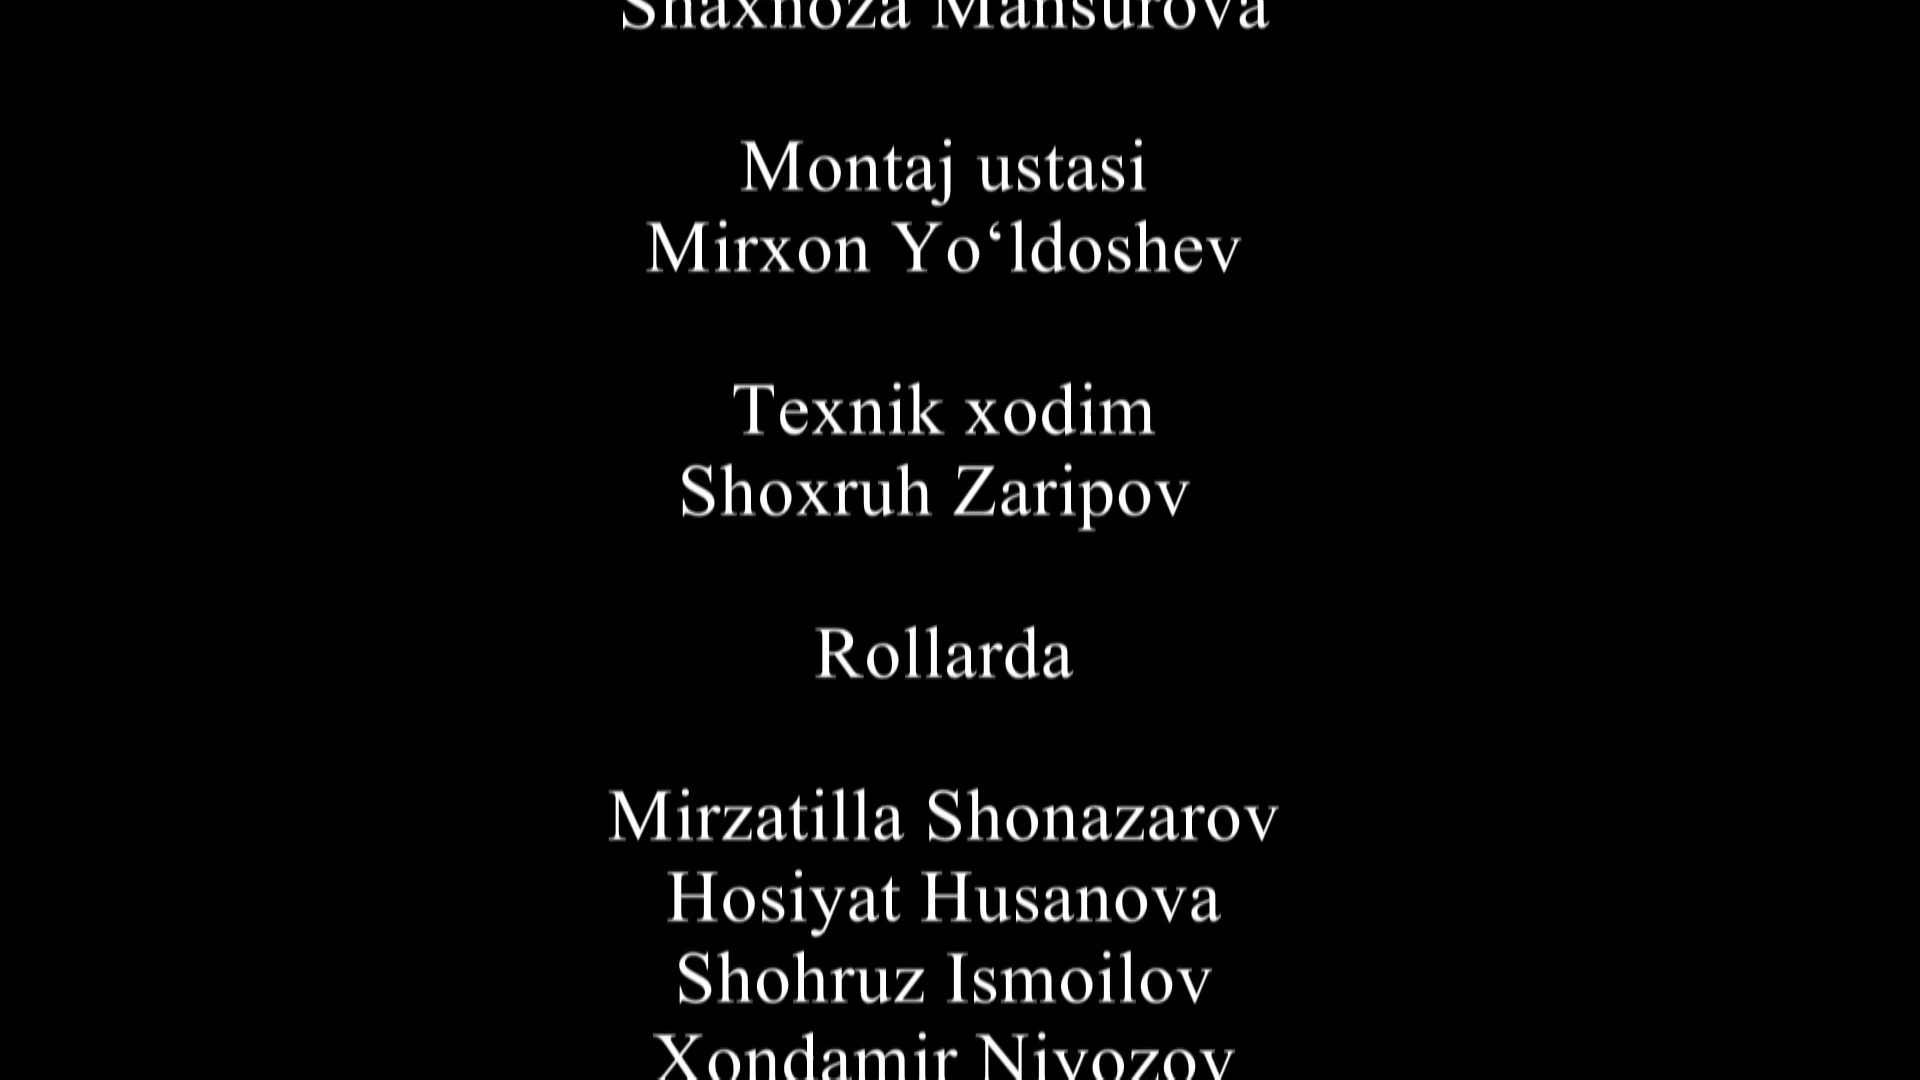 Shaxnoza Mansurova
Montaj ustasi
Mirxon Yo‘ldoshev
Texnik xodim
Shoxruh Zaripov
Rollarda
Mirzatilla Shonazarov
Hosiyat Husanova
Shohruz Ismoilov
Xondamir Niyozov